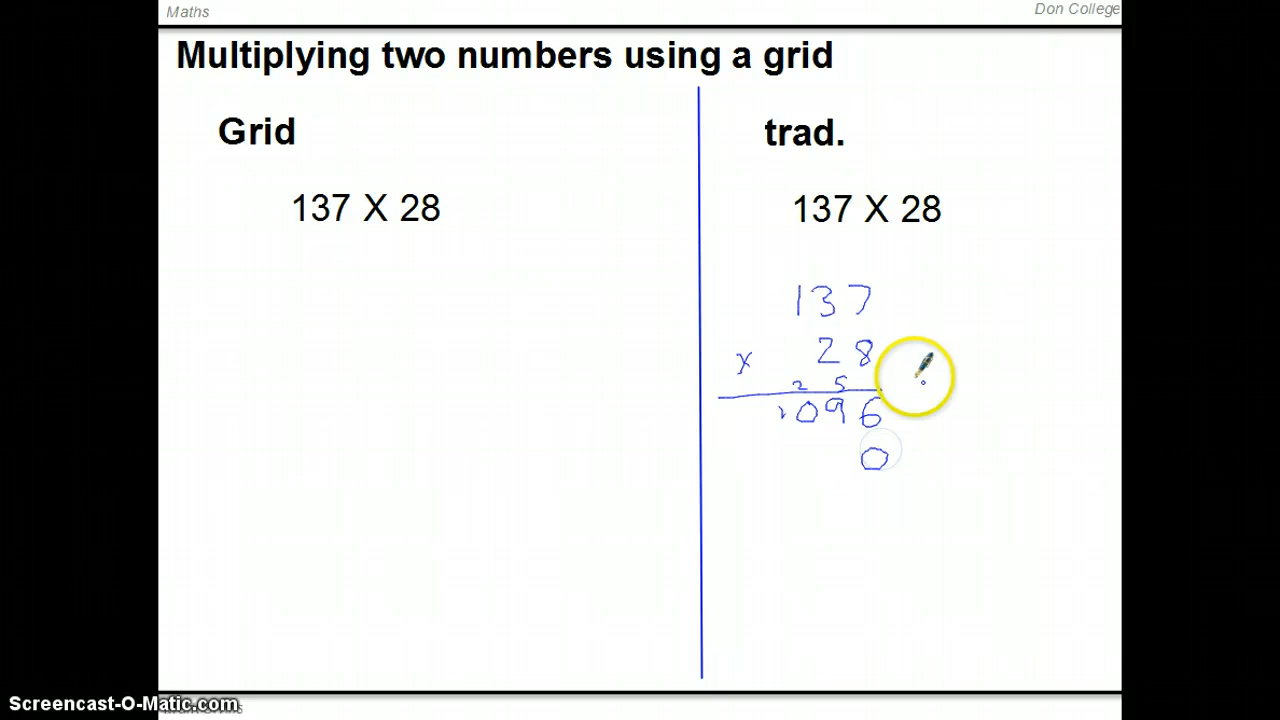 Maths
Don College
Multiplying two numbers using a grid
Grid
trad.
137 X 28
137 X 28
137
x 28
2 5
1096
0
Screencast-O-Matic.com